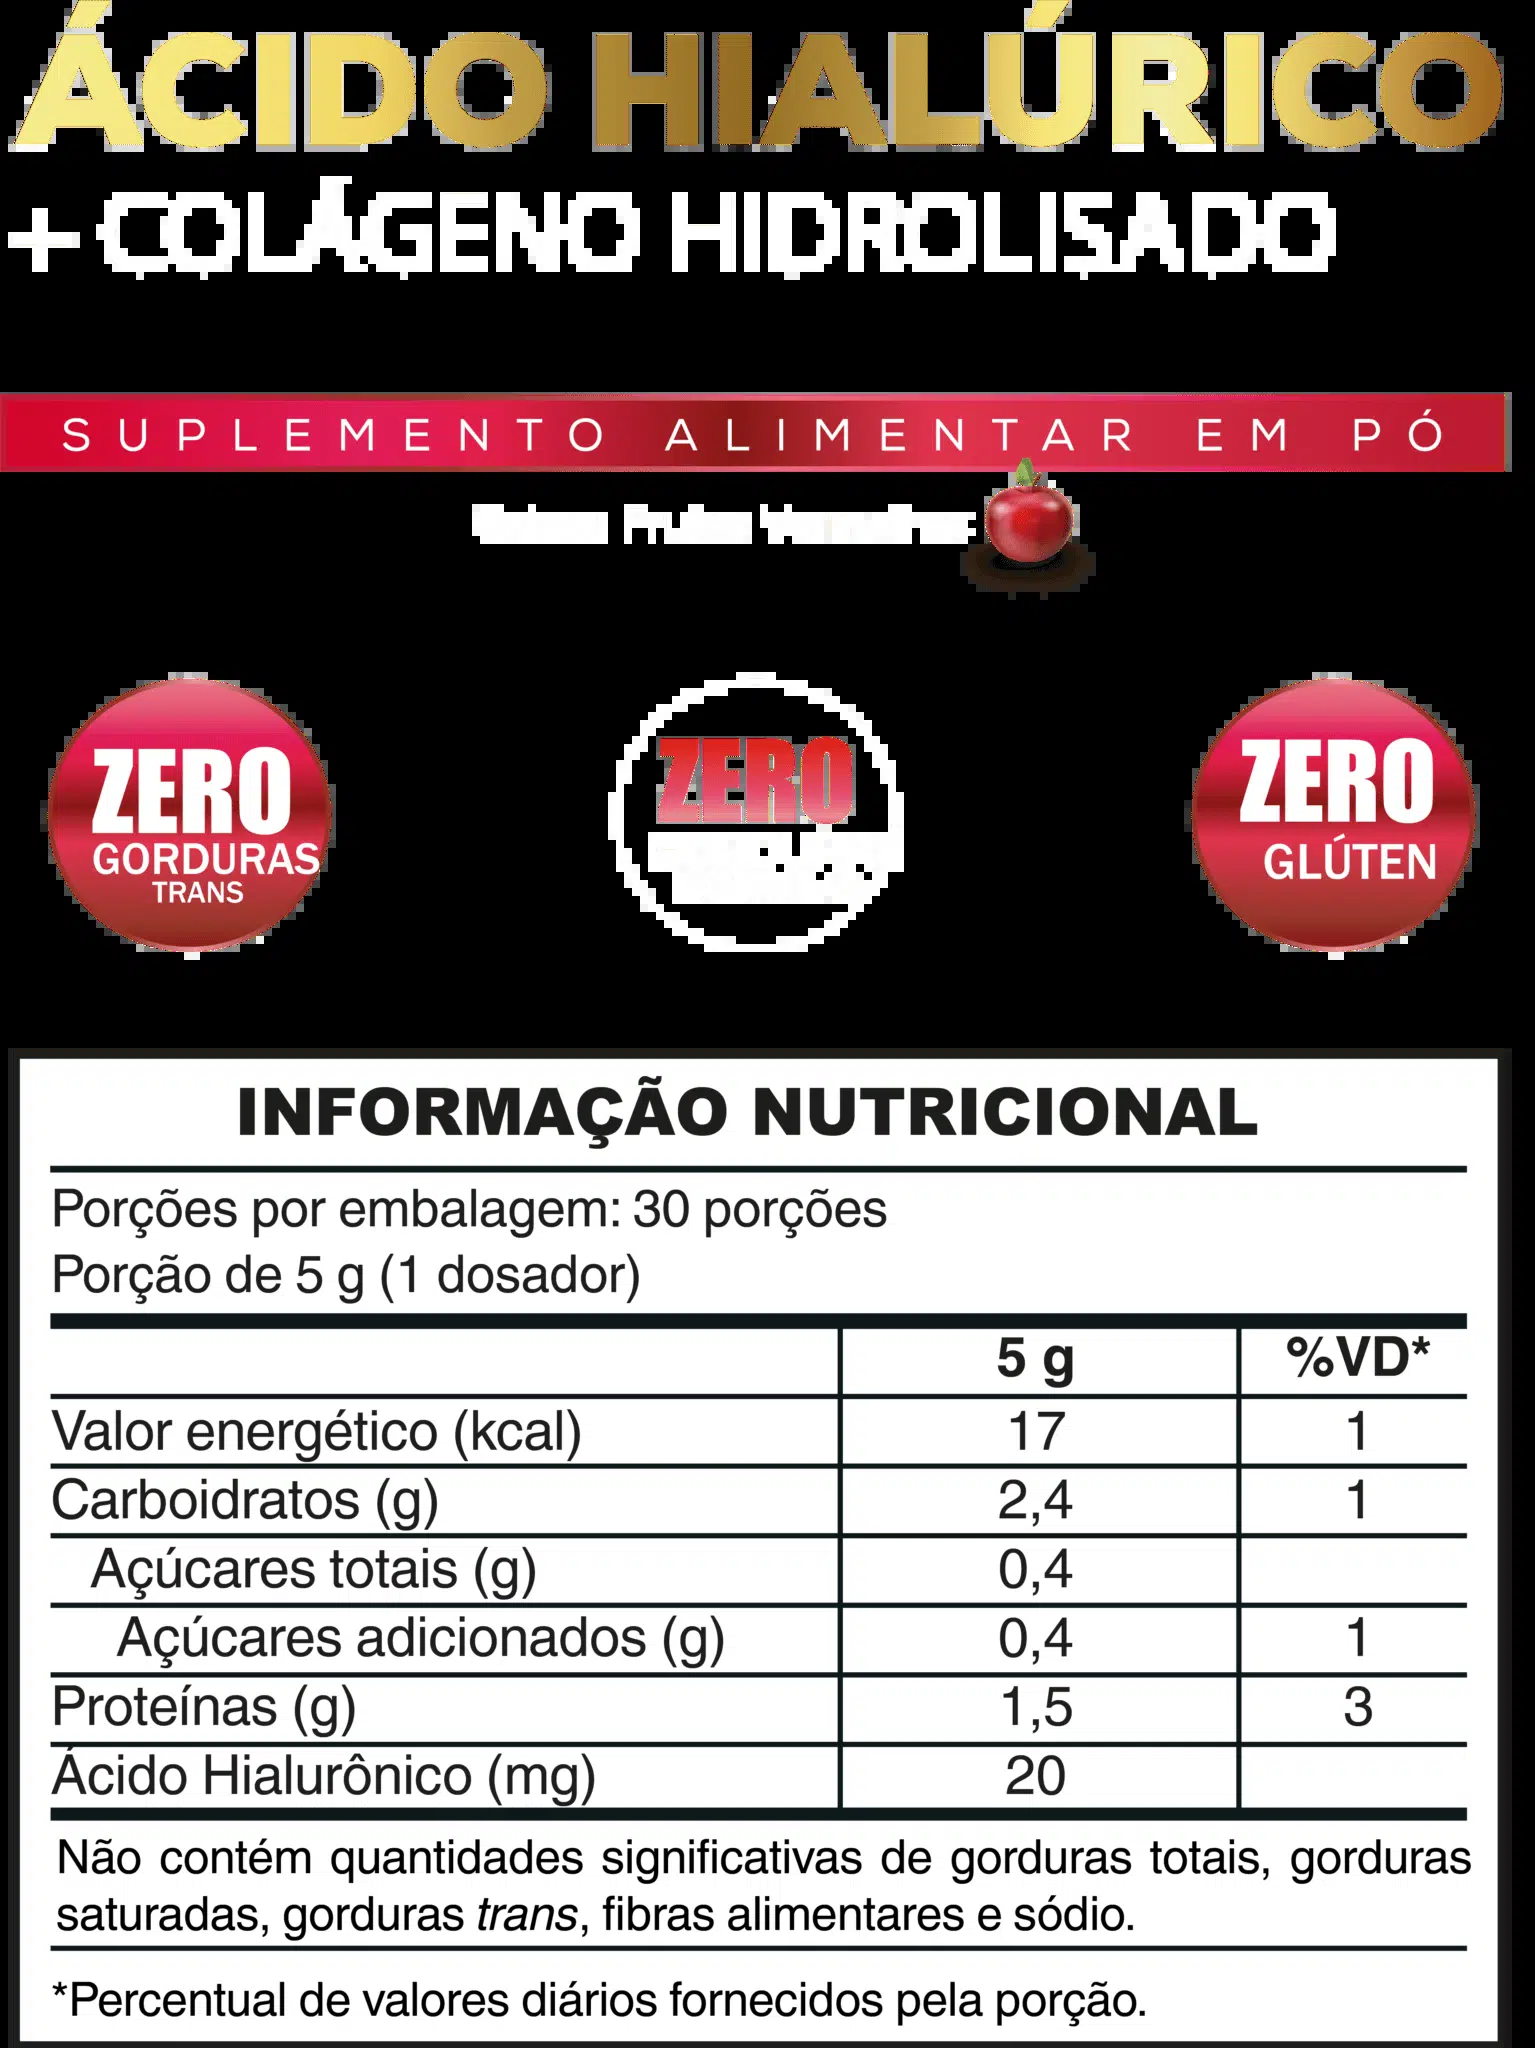 ÁCIDO HIALÚRICO
+ COLÁGENO HIDROLISADO
SUPLEMENTO ALIMENTAR EM PÓ
Frutas
ZERO
GORDURAS
TRANS
ZERO
ZERO
GLÚTEN
INFORMAÇÃO NUTRICIONAL
Porções por embalagem: 30 porções
Porção de 5 g (1 dosador)
5 g %VD*
Valor energético (kcal) 17 1
Carboidratos (g) 2,4 1
Açúcares totais (g) 0,4
Açúcares adicionados (g) 0,4 1
Proteínas (g) 1,5 3
Ácido Hialurônico (mg) 20
Não contém quantidades significativas de gorduras totais, gorduras
saturadas, gorduras trans, fibras alimentares e sódio.
*Percentual de valores diários fornecidos pela porção.